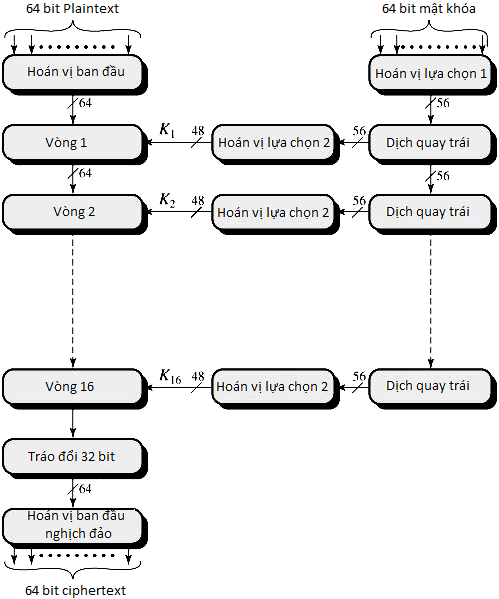 64 bit Plaintext
64 bit mật khóa
Hoán vị ban đầu
Hoán vị lựa chọn 1
64
56
Vòng 1
K1
48
Hoán vị lựa chọn 2
56
Dịch quay trái
64
56
Vòng 2
K2
48
Hoán vị lựa chọn 2
56
Dịch quay trái
Vòng 16
K16
48
Hoán vị lựa chọn 2
56
Dịch quay trái
Tráo đổi 32 bit
64
Hoán vị ban đầu
nghịch đảo
64 bit ciphertext